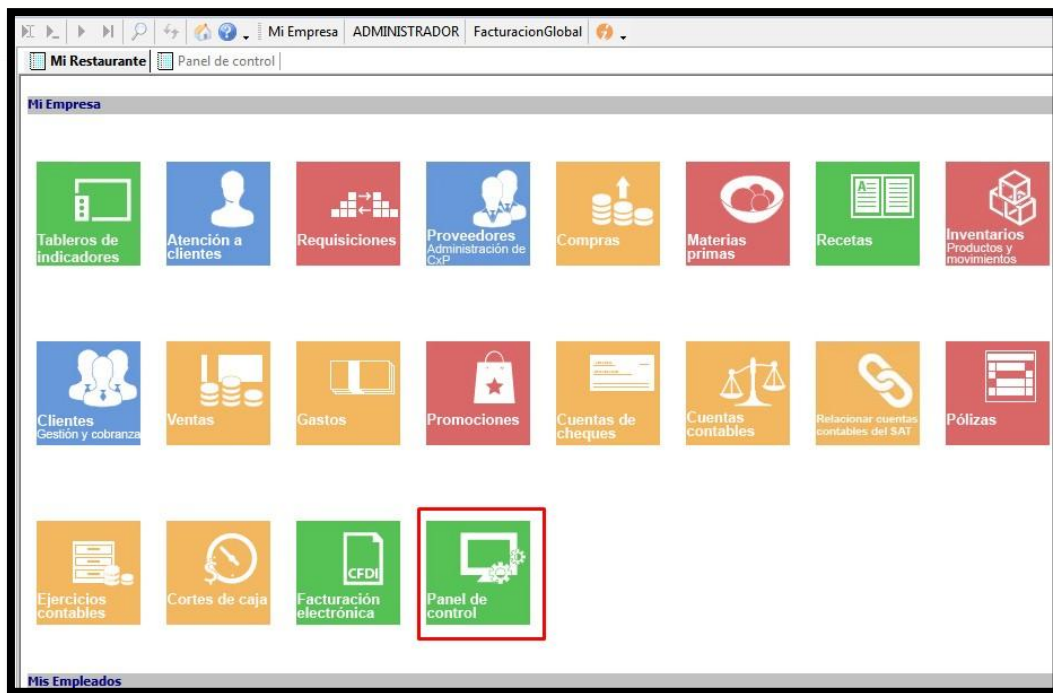 Mi Empresa ADMINISTRADOR FacturacionGlobal
Mi Restaurante Panel de control
Mi Empresa
Tableros de
indicadores
Atención a
clientes
Requisiciones
Proveedores
Administración de
CxP
Compras
Materias
primas
A
Recetas
Inventarios
Productos y
movimientos
Clientes
Gestión y cobranza
Ventas
Gastos
Promociones
Cuentas de
cheques
Cuentas
contables
Relacionar cuentas
contables del SAT
Pólizas
Ejercicios
contables
$
Cortes de caja
CFDI
Facturación
electrónica
Panel de
control
Mis Empleados